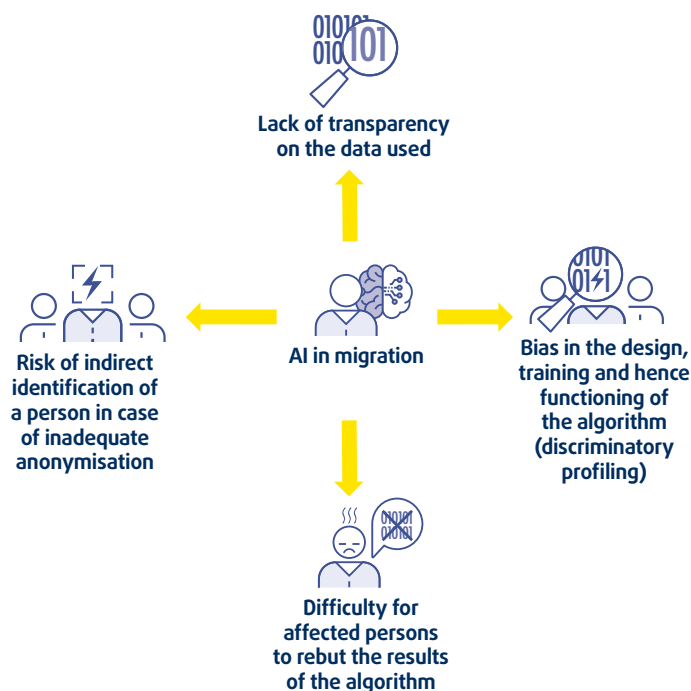 010101
010
101
Lack of transparency
on the data used
AI in migration
Risk of indirect
identification of
a person in case
of inadequate
anonymisation
0101
01
1
Bias in the design,
training and hence
functioning of
the algorithm
(discriminatory
profiling)
010101
010101
Difficulty for
affected persons
to rebut the results
of the algorithm